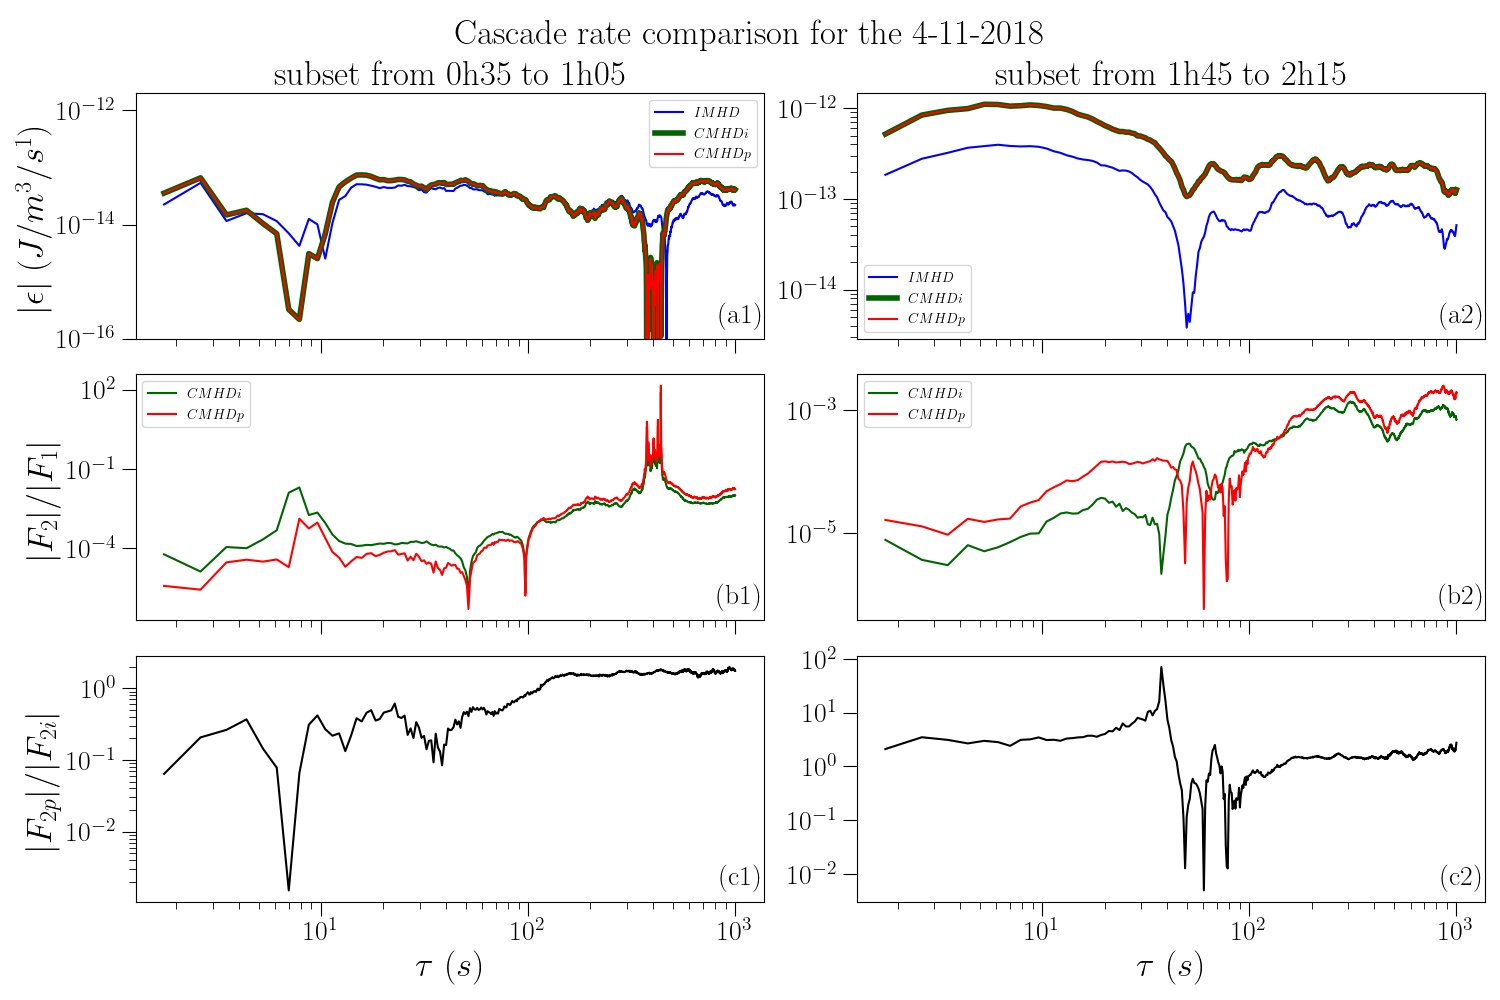 Cascade rate comparison for the 4-11-2018
subset from 0h35 to 1h05
subset from 1h45 to 2h15
|ϵ| (J/m³/s¹)
10⁻¹²
10⁻¹⁴
10⁻¹⁶
IMHD
CMHDi
CMHDp
(a1)
10⁻¹²
10⁻¹³
10⁻¹⁴
IMHD
CMHDi
CMHDp
(a2)
|F₂|/|F₁|
10²
10⁻¹
10⁻⁴
CMHDi
CMHDp
(b1)
10⁻³
10⁻⁵
CMHDi
CMHDp
(b2)
|F₂ₚ|/|F₂ᵢ|
10⁰
10⁻¹
10⁻²
(c1)
10¹ 10² 10³
τ (s)
10²
10¹
10⁰
10⁻¹
10⁻²
(c2)
10¹ 10² 10³
τ (s)